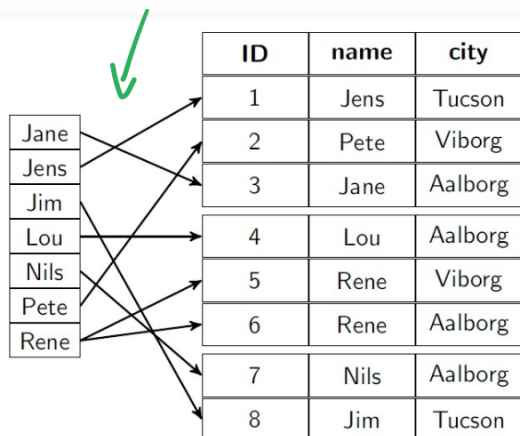 ID name city
1 Jens Tucson
2 Pete Viborg
3 Jane Aalborg
4 Lou Aalborg
5 Rene Viborg
6 Rene Aalborg
7 Nils Aalborg
8 Jim Tucson
Jane
Jens
Jim
Lou
Nils
Pete
Rene